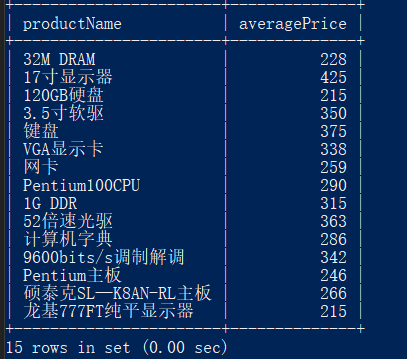 +-------------------------+--------------+
| productName | averagePrice |
+-------------------------+--------------+
| 32M DRAM | 228 |
| 17寸显示器 | 425 |
| 120GB硬盘 | 215 |
| 3.5寸软驱 | 350 |
| 键盘 | 375 |
| VGA显示卡 | 338 |
| 网卡 | 259 |
| Pentium100CPU | 290 |
| 1G DDR | 315 |
| 52倍速光驱 | 363 |
| 计算机字典 | 286 |
| 9600bits/s调制解调 | 342 |
| Pentium主板 | 246 |
| 硕泰克SL—K8AN-RL主板 | 266 |
| 龙基777FT纯平显示器 | 215 |
+-------------------------+--------------+
15 rows in set (0.00 sec)